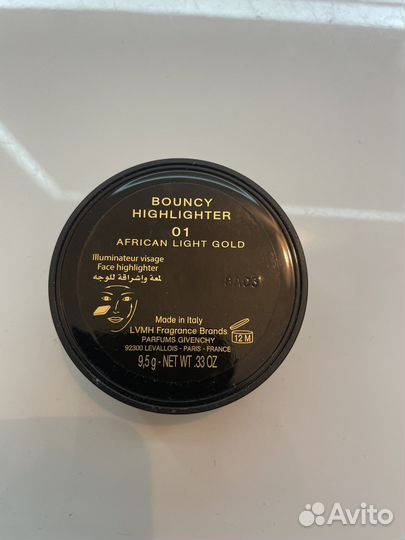 BOUNCY
HIGHLIGHTER
01
AFRICAN LIGHT GOLD
Illuminateur visage
Face highlighter
لمعة وإشراقة للوجه
Made in Italy
LVMH Fragrance Brands
12 M
PARFUMS GIVENCHY
92300 LEVALLOIS - PARIS - FRANCE
9,5 g - NET WT .33 OZ
Avito